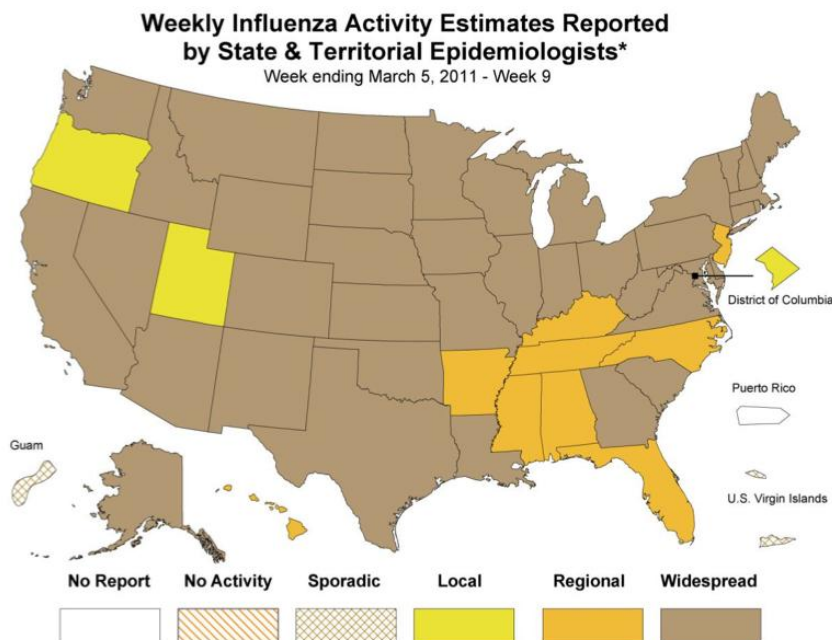 Weekly Influenza Activity Estimates Reported
by State & Territorial Epidemiologists*
Week ending March 5, 2011 - Week 9
District of Columbia
Puerto Rico
Guam
U.S. Virgin Islands
No Report No Activity Sporadic Local Regional Widespread